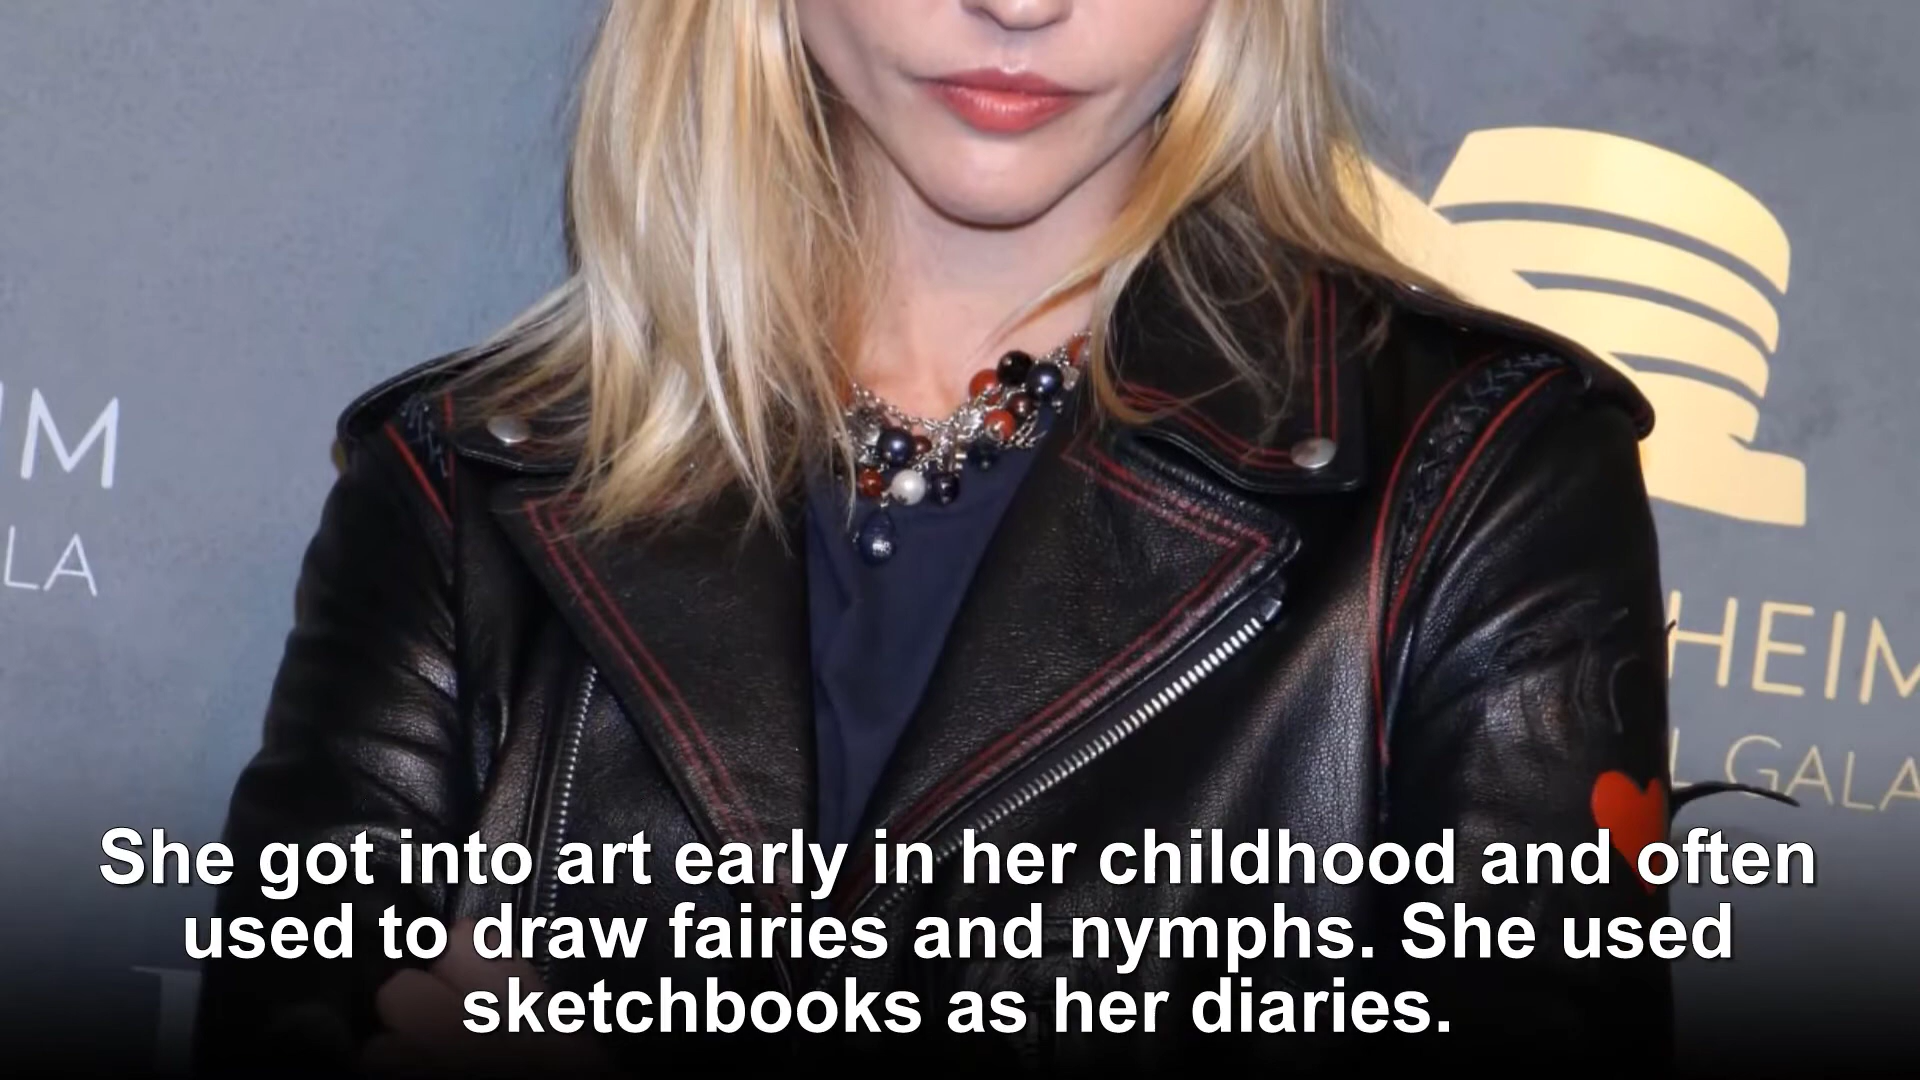 IM
LA
HEIM
L GALA
She got into art early in her childhood and often
used to draw fairies and nymphs. She used
sketchbooks as her diaries.